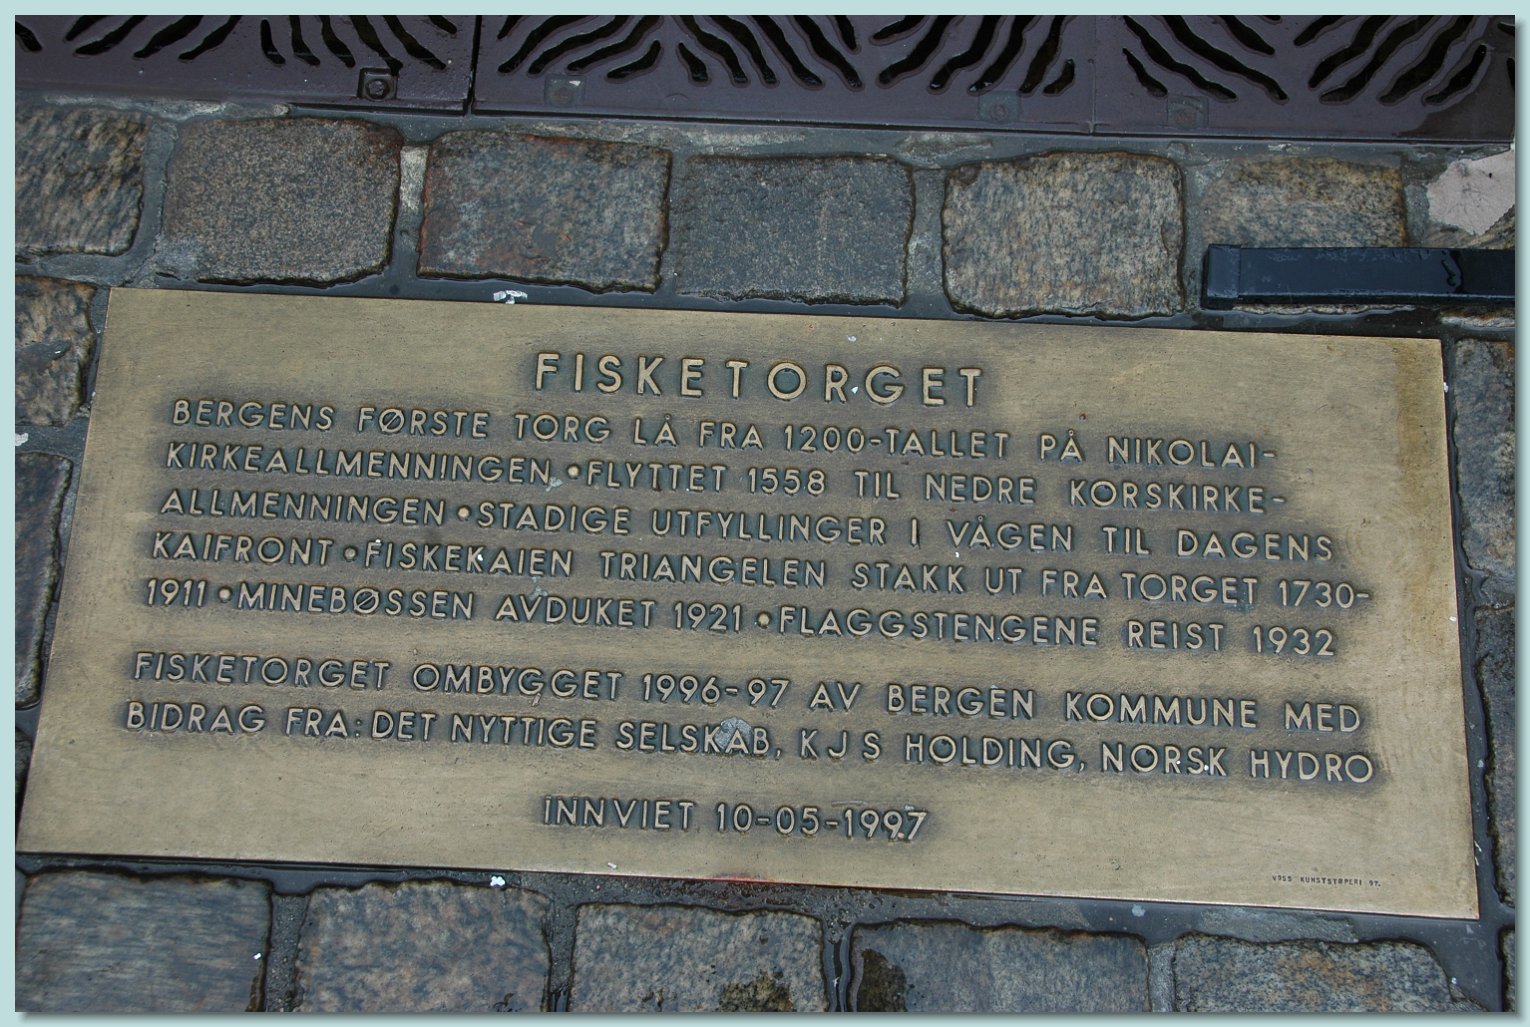 FISKETORGET
BERGENS FØRSTE TORG LÅ FRA 1200-TALLET PÅ NIKOLAI-
KIRKEALLMENNINGEN • FLYTTET 1558 TIL NEDRE KORSKIRKE-
ALLMENNINGEN • STADIGE UTFYLLINGER I VÅGEN TIL DAGENS
KAIFRONT • FISKEKAIEN TRIANGELEN STAKK UT FRA TORGET 1730-
1911 • MINEBØSSEN AVDUKET 1921 • FLAGGSTENGENE REIST 1932
FISKETORGET OMBYGGET 1996-97 AV BERGEN KOMMUNE MED
BIDRAG FRA: DET NYTTIGE SELSKAB, KJS HOLDING, NORSK HYDRO
INNVIET 10-05-1997
VOSS KUNSTSTØPERI 97.